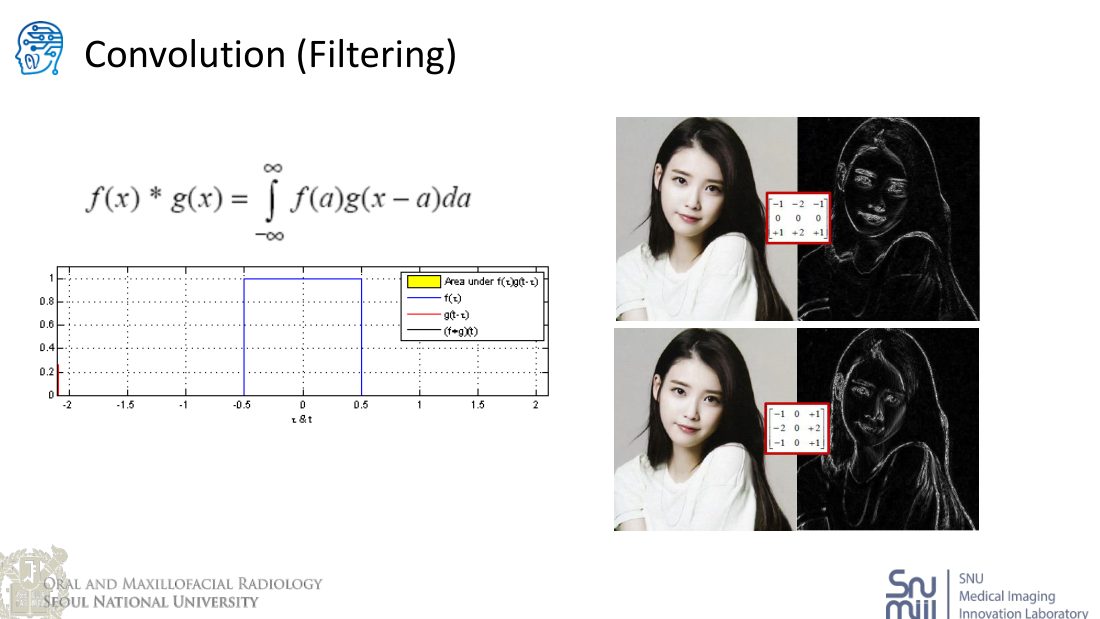 Convolution (Filtering)
f(x) * g(x) = ∫ f(a)g(x − a)da
∞
−∞
1
0.8
0.6
0.4
0.2
0
-2 -1.5 -1 -0.5 0 0.5 1 1.5 2
τ & t
Area under f(τ)g(t-τ)
f(τ)
g(t-τ)
(f∗g)(t)
−1 −2 −1
0 0 0
+1 +2 +1
−1 0 +1
−2 0 +2
−1 0 +1
ORAL AND MAXILLOFACIAL RADIOLOGY
SEOUL NATIONAL UNIVERSITY
SNU
miil
SNU
Medical Imaging
Innovation Laboratory